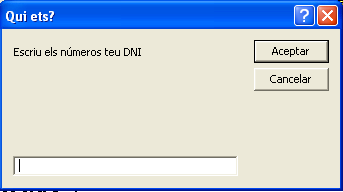 Qui ets?
Escriu els números teu DNI
Aceptar
Cancelar